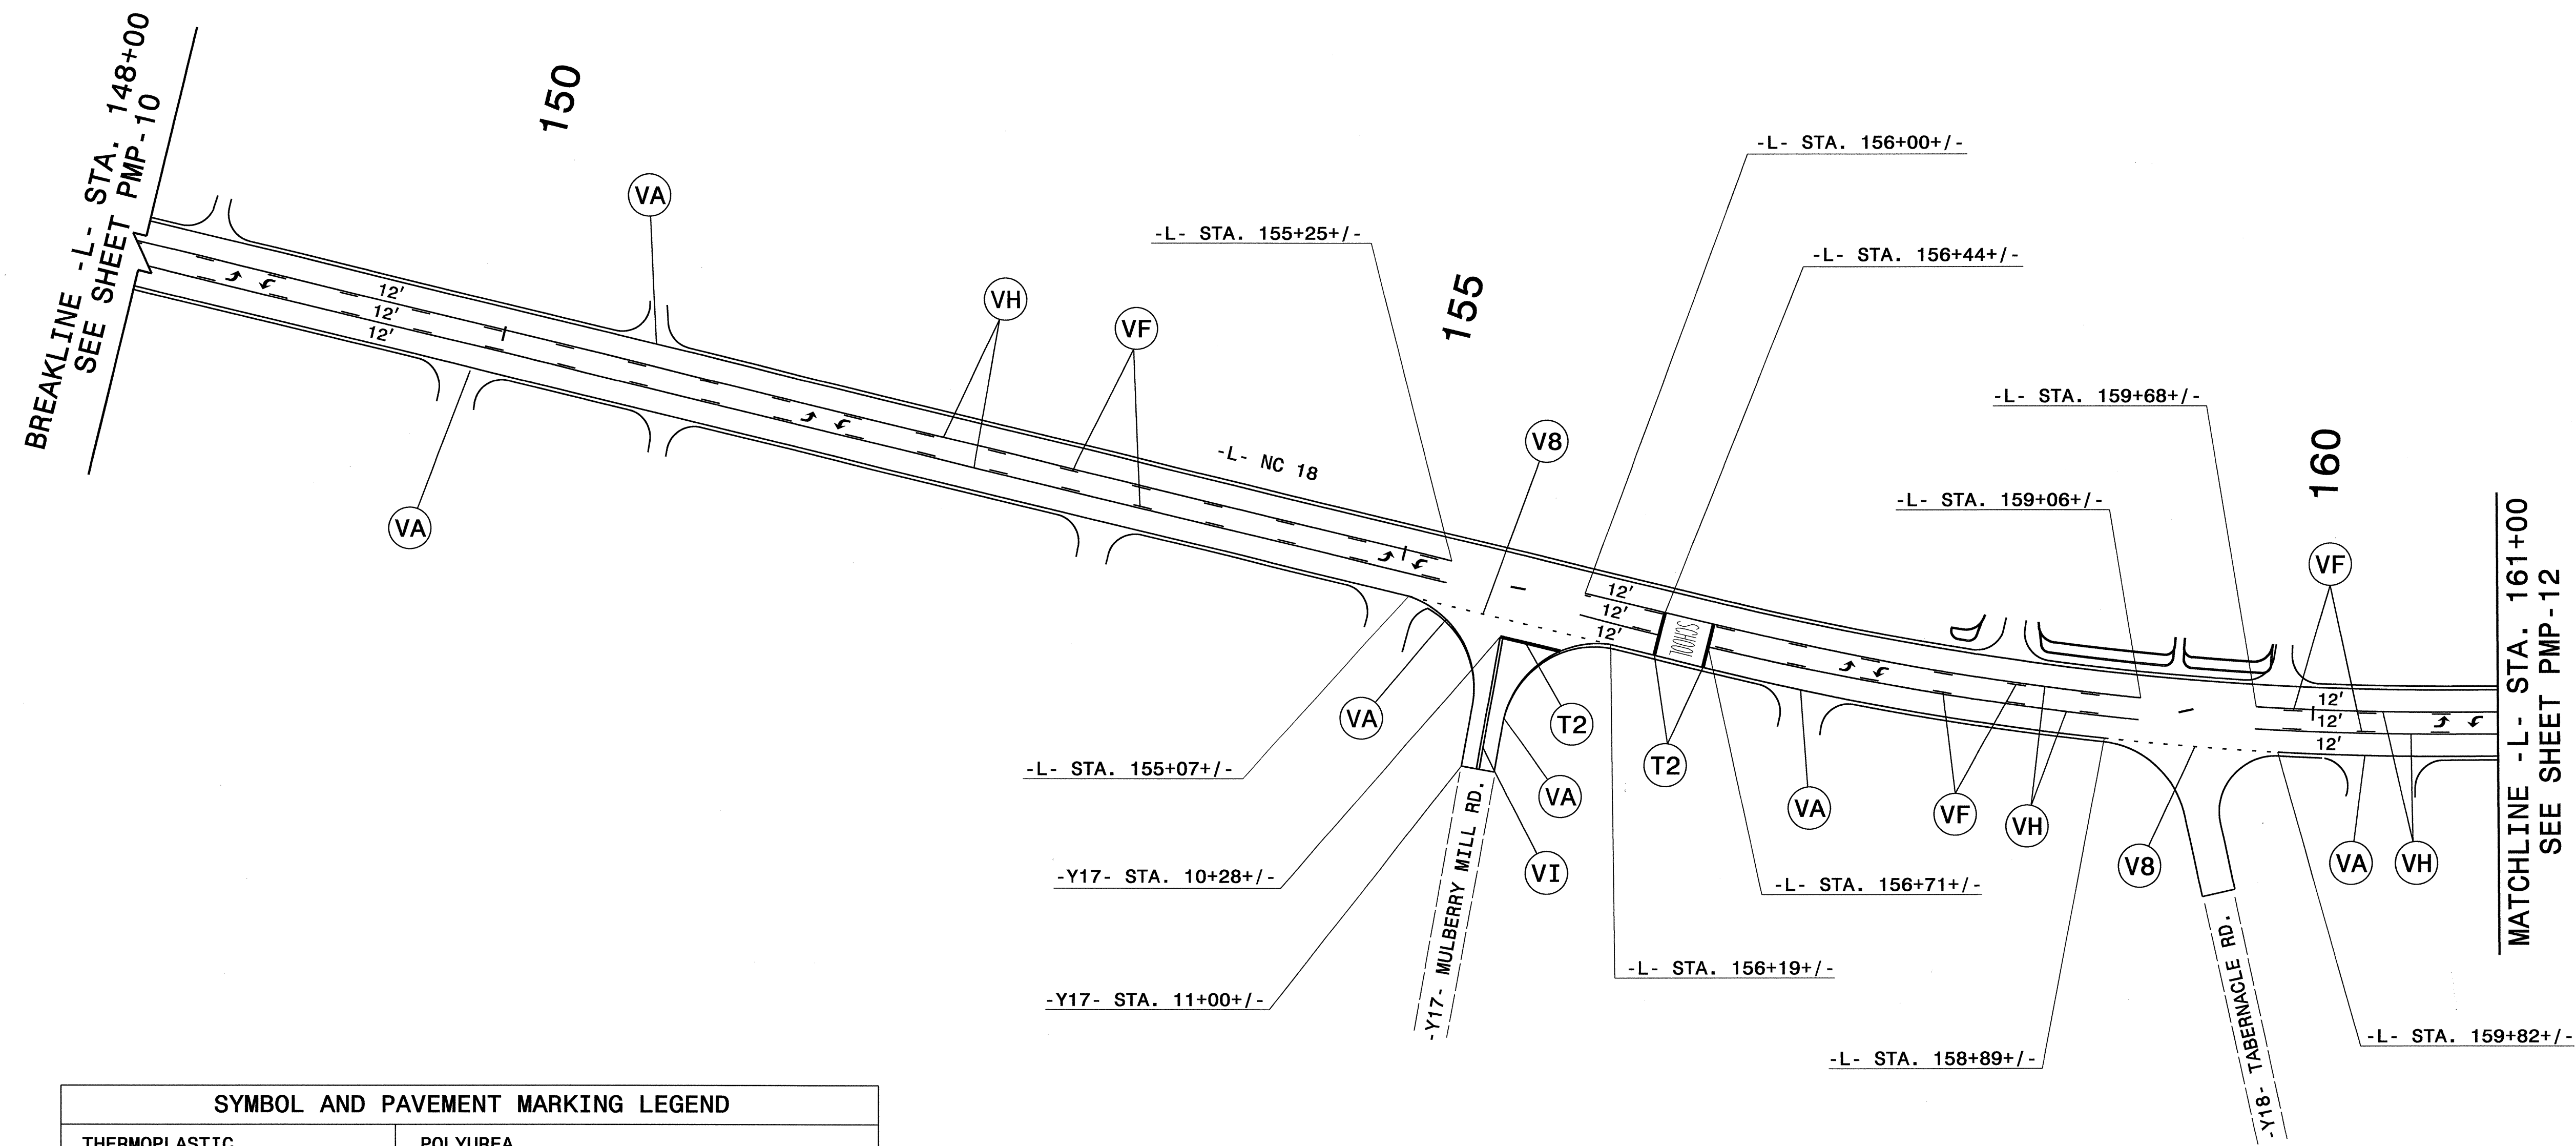 BREAKLINE -L- STA. 148+00
SEE SHEET PMP-10
150
VA
-L- STA. 155+25+/-
VH
VF
155
-L- STA. 156+00+/-
-L- STA. 156+44+/-
V8
-L- STA. 159+68+/-
160
-L- STA. 159+06+/-
VF
MATCHLINE -L- STA. 161+00
SEE SHEET PMP-12
12'
12'
12'
-L- NC 18
VA
12'
12'
12'
SCHOOL
12'
12'
12'
VA
T2
T2
-L- STA. 155+07+/-
VA
VA
VF
VH
V8
VA
VH
-Y17- STA. 10+28+/-
VI
-L- STA. 156+71+/-
-Y17- MULBERRY MILL RD.
-L- STA. 156+19+/-
-Y17- STA. 11+00+/-
-L- STA. 158+89+/-
-Y18- TABERNACLE RD.
-L- STA. 159+82+/-
SYMBOL AND PAVEMENT MARKING LEGEND
THERMOPLASTIC
POLYUREA